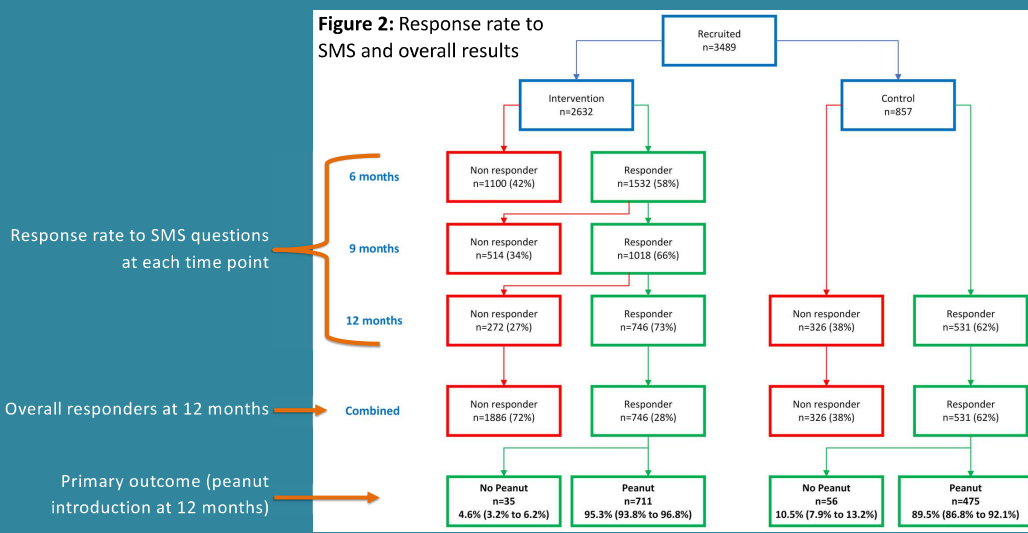 Figure 2: Response rate to
SMS and overall results
Recruited
n=3489
Intervention
n=2632
Control
n=857
6 months
Non responder
n=1100 (42%)
Responder
n=1532 (58%)
Response rate to SMS questions
at each time point
9 months
Non responder
n=514 (34%)
Responder
n=1018 (66%)
12 months
Non responder
n=272 (27%)
Responder
n=746 (73%)
Non responder
n=326 (38%)
Responder
n=531 (62%)
Overall responders at 12 months
Combined
Non responder
n=1886 (72%)
Responder
n=746 (28%)
Non responder
n=326 (38%)
Responder
n=531 (62%)
Primary outcome (peanut
introduction at 12 months)
No Peanut
n=35
4.6% (3.2% to 6.2%)
Peanut
n=711
95.3% (93.8% to 96.8%)
No Peanut
n=56
10.5% (7.9% to 13.2%)
Peanut
n=475
89.5% (86.8% to 92.1%)